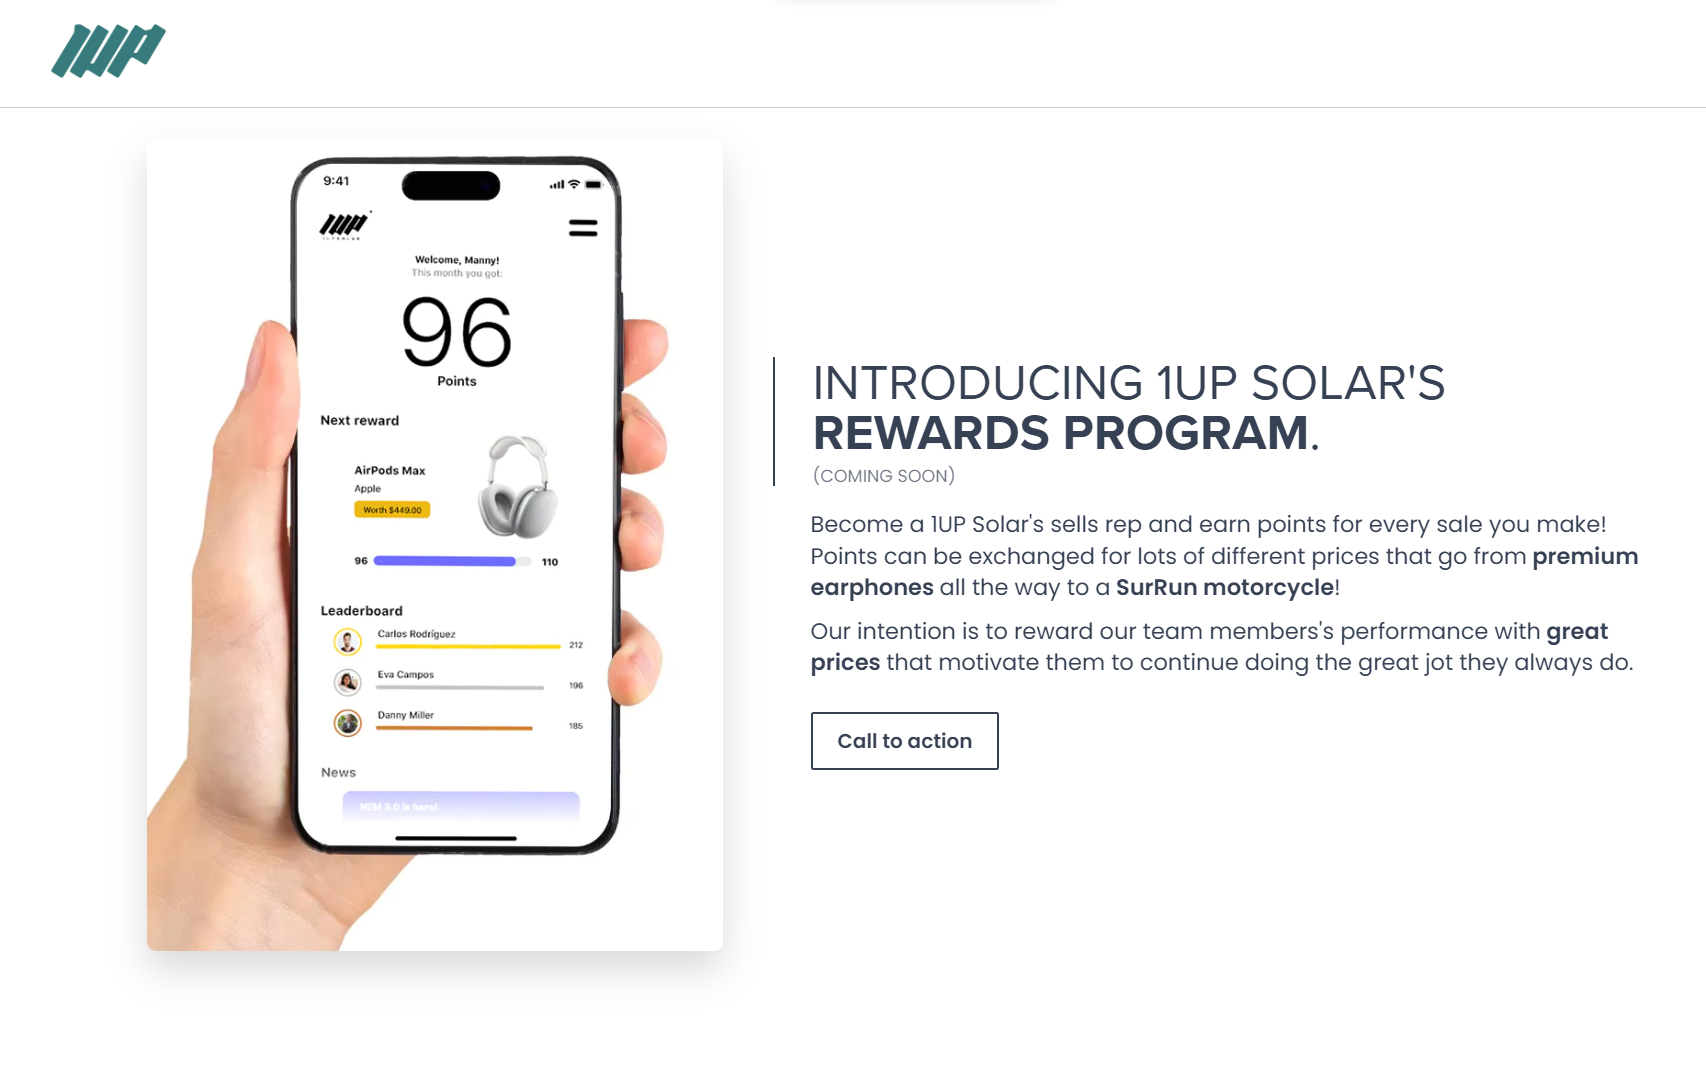 1UP
9:41
1UP
Welcome, Manny!
This month you got:
96
Points
Next reward
AirPods Max
Apple
Worth $449.00
96 110
Leaderboard
Carlos Rodríguez
212
Eva Campos
196
Danny Miller
185
News
NEM 3.0 is here!
INTRODUCING 1UP SOLAR'S
REWARDS PROGRAM.
(COMING SOON)
Become a 1UP Solar's sells rep and earn points for every sale you make!
Points can be exchanged for lots of different prices that go from premium
earphones all the way to a SurRun motorcycle!
Our intention is to reward our team members's performance with great
prices that motivate them to continue doing the great jot they always do.
Call to action